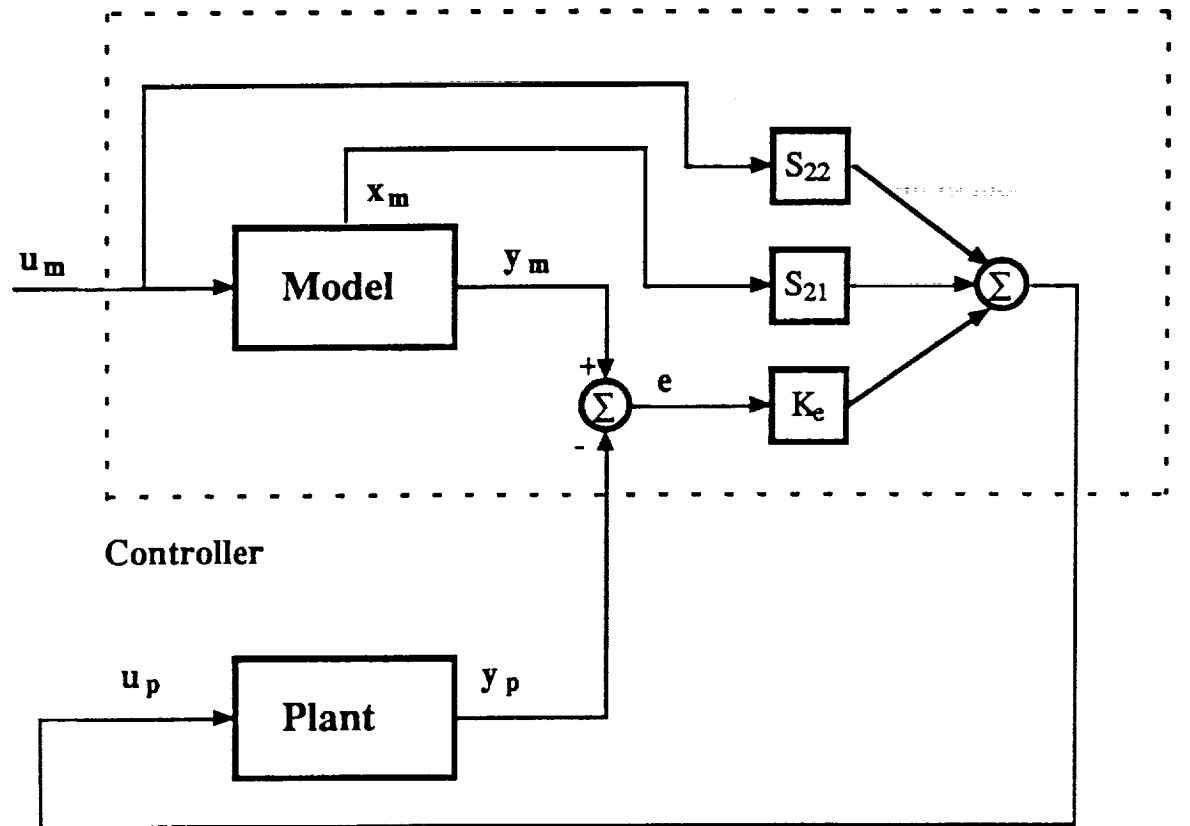 S₂₂
xₘ
uₘ
Model
yₘ
S₂₁
Σ
+
Σ
e
Kₑ
-
Controller
uₚ
Plant
yₚ